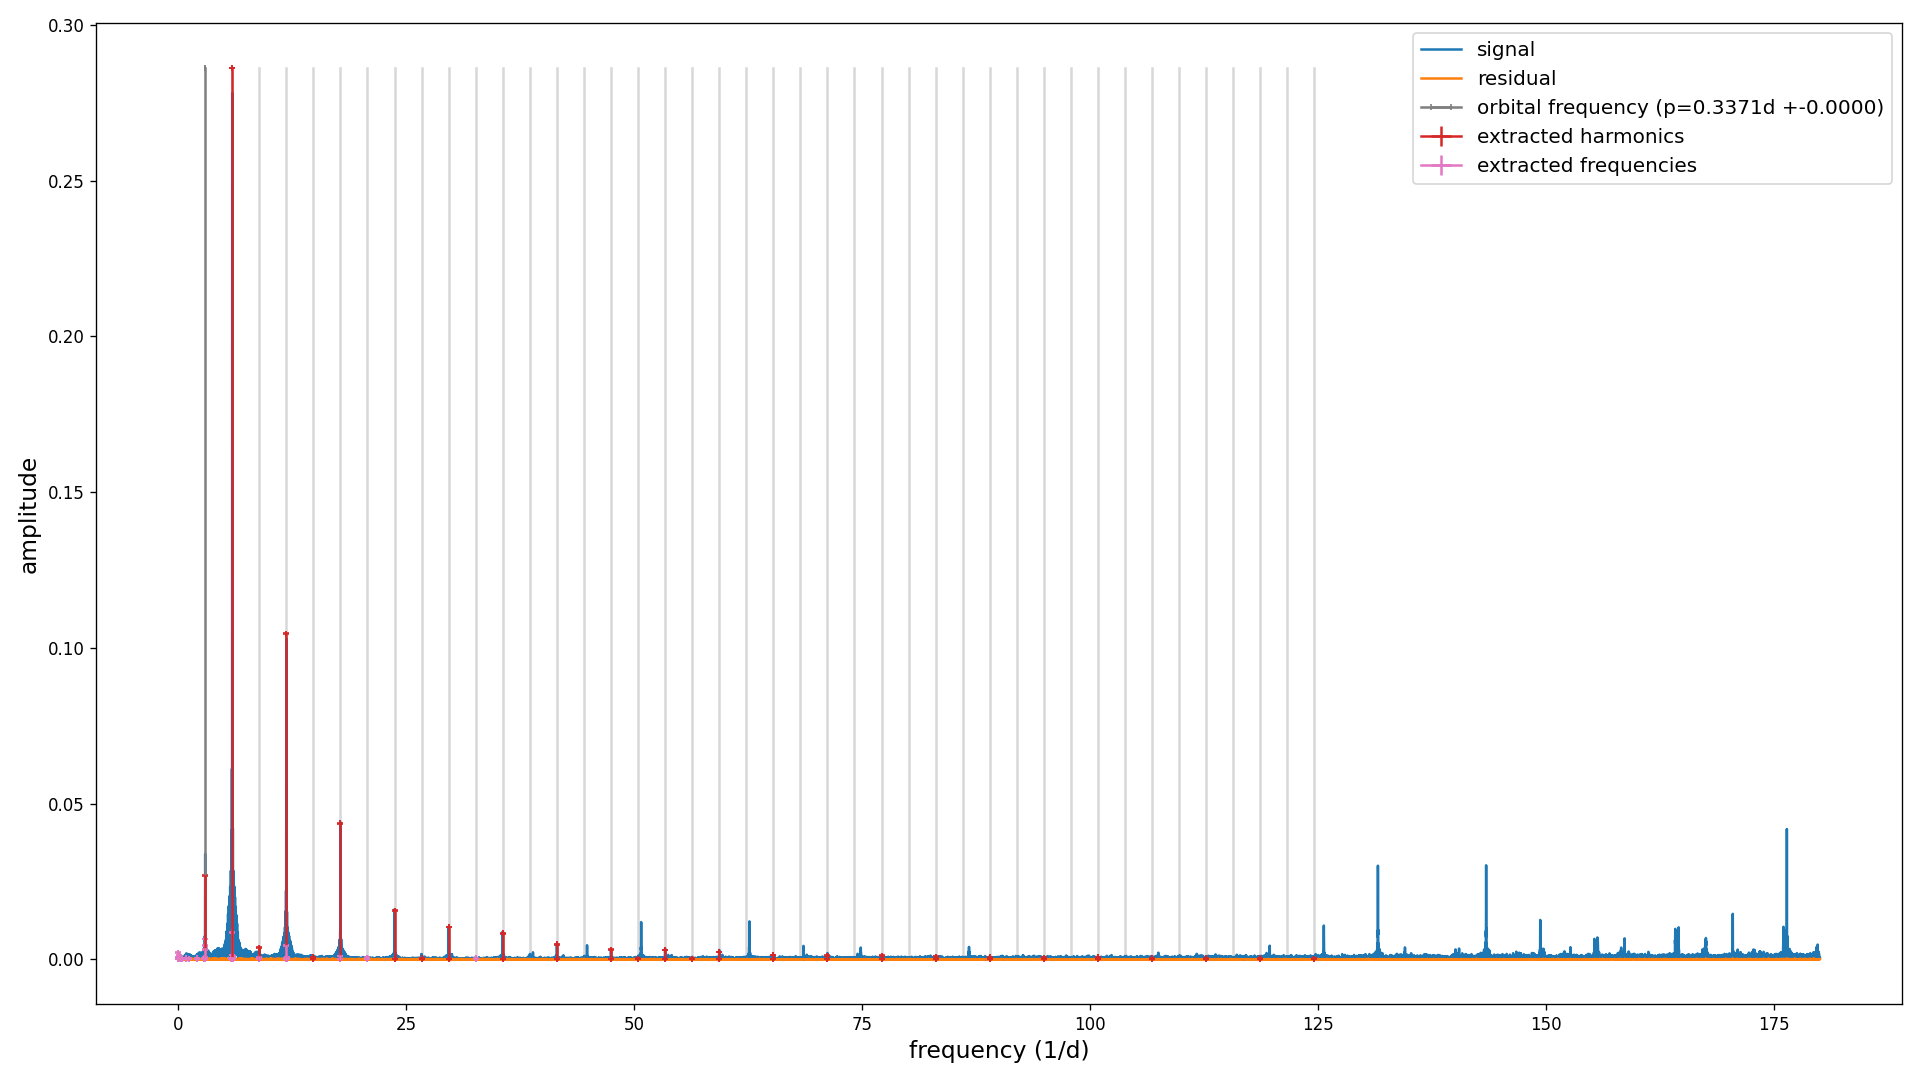 0.30
0.25
0.20
0.15
0.10
0.05
0.00
amplitude
0 25 50 75 100 125 150 175
frequency (1/d)
signal
residual
orbital frequency (p=0.3371d +-0.0000)
extracted harmonics
extracted frequencies